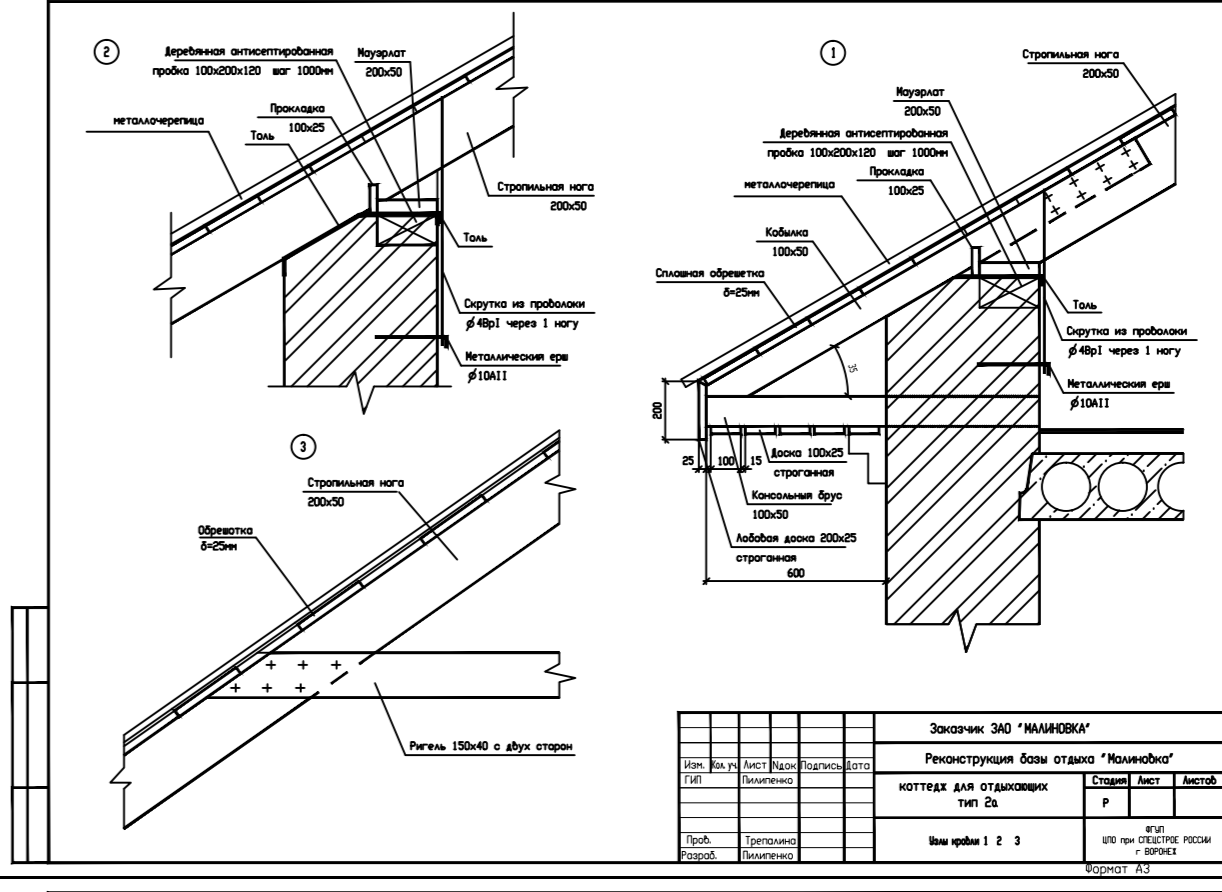 2
Деревянная антисептированная
пробка 100х200х120 шаг 1000мм
Мауэрлат
200х50
Прокладка
100х25
металлочерепица
Толь
Стропильная нога
200х50
Толь
Скрутка из проволоки
⌀4ВрI через 1 ногу
Металлический ерш
⌀10АII
1
Стропильная нога
200х50
Мауэрлат
200х50
Деревянная антисептированная
пробка 100х200х120 шаг 1000мм
Прокладка
100х25
металлочерепица
Кобылка
100х50
Сплошная обрешетка
δ=25мм
Толь
Скрутка из проволоки
⌀4ВрI через 1 ногу
Металлический ерш
⌀10АII
35
200
25 100 15
Доска 100х25
строганная
Консольный брус
100х50
Лобовая доска 200х25
строганная
600
3
Стропильная нога
200х50
Обрешотка
δ=25мм
Ригель 150х40 с двух сторон
Заказчик ЗАО "МАЛИНОВКА"
Реконструкция базы отдыха "Малиновка"
Изм. Кол. уч. Лист Nдок Подпись Дата
ГИП Пилипенко
коттедж для отдыхающих
тип 2а
Стадия Лист Листов
Р
Пров. Трепалина
Разраб. Пилипенко
Узлы кровли 1 2 3
ФГУП
ЦПО при СПЕЦСТРОЕ РОССИИ
г ВОРОНЕЖ
Формат А3